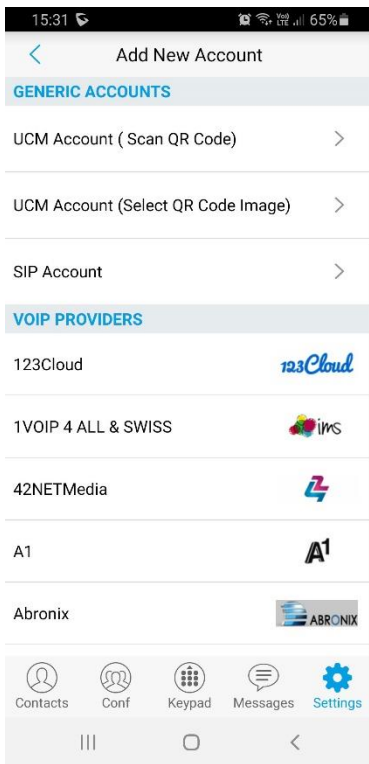 15:31 65%
Add New Account
GENERIC ACCOUNTS
UCM Account ( Scan QR Code)
UCM Account (Select QR Code Image)
SIP Account
VOIP PROVIDERS
123Cloud 123Cloud
1VOIP 4 ALL & SWISS ims
42NETMedia
A1 A1
Abronix ABRONIX
Contacts Conf Keypad Messages Settings